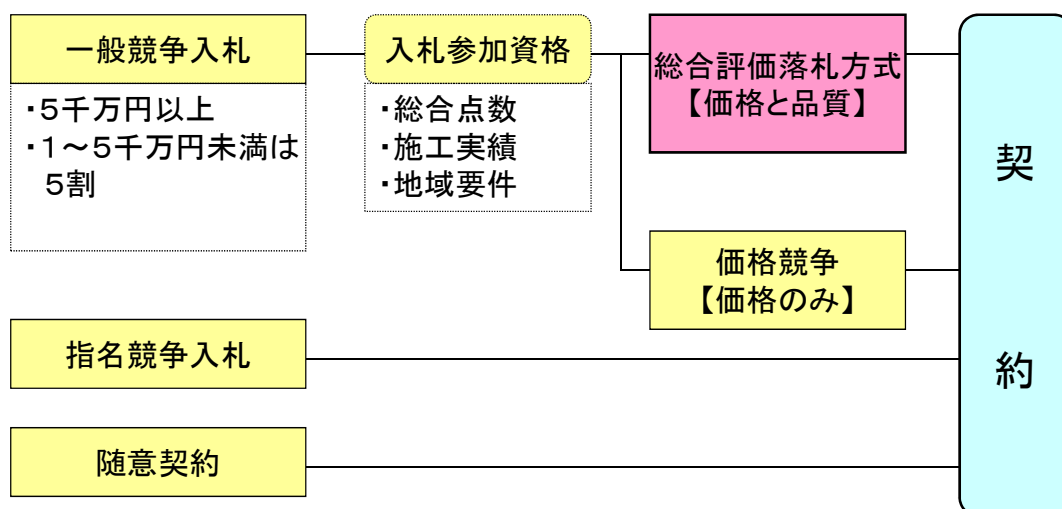 一般競争入札
・5千万円以上
・1～5千万円未満は
5割
入札参加資格
・総合点数
・施工実績
・地域要件
総合評価落札方式
【価格と品質】
価格競争
【価格のみ】
指名競争入札
随意契約
契
約